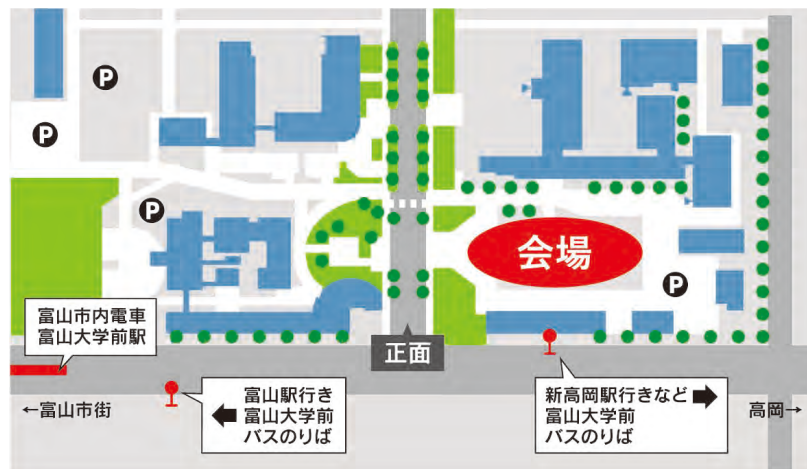 P
P
P
会場
P
富山市内電車
富山大学前駅
正面
←富山市街
富山駅行き
富山大学前
バスのりば
新高岡駅行きなど
富山大学前
バスのりば
高岡→